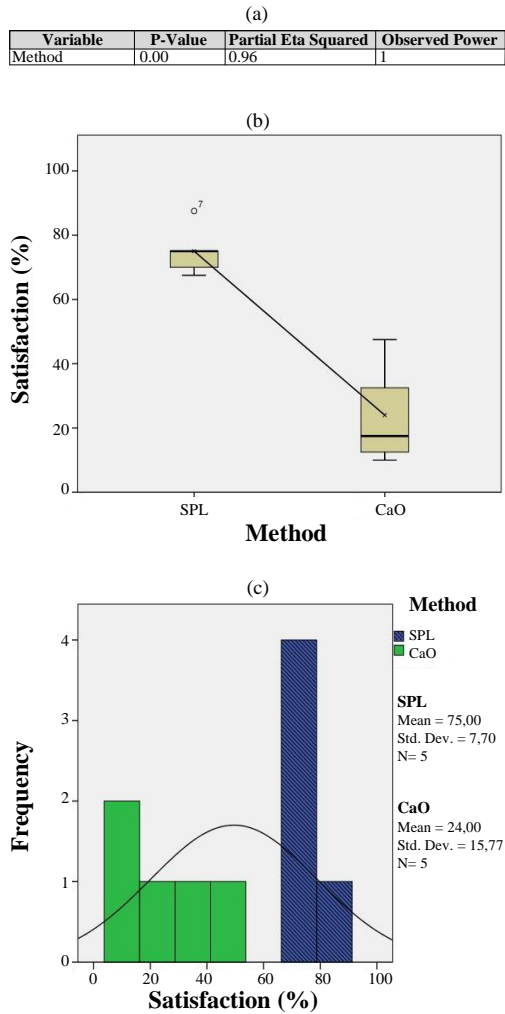 (a)
Variable P-Value Partial Eta Squared Observed Power
Method 0.00 0.96 1
(b)
Satisfaction (%)
100
80
60
40
20
0
7
SPL CaO
Method
(c)
Frequency
4
3
2
1
0
0 20 40 60 80 100
Satisfaction (%)
Method
SPL
CaO
SPL
Mean = 75,00
Std. Dev. = 7,70
N= 5
CaO
Mean = 24,00
Std. Dev. = 15,77
N= 5